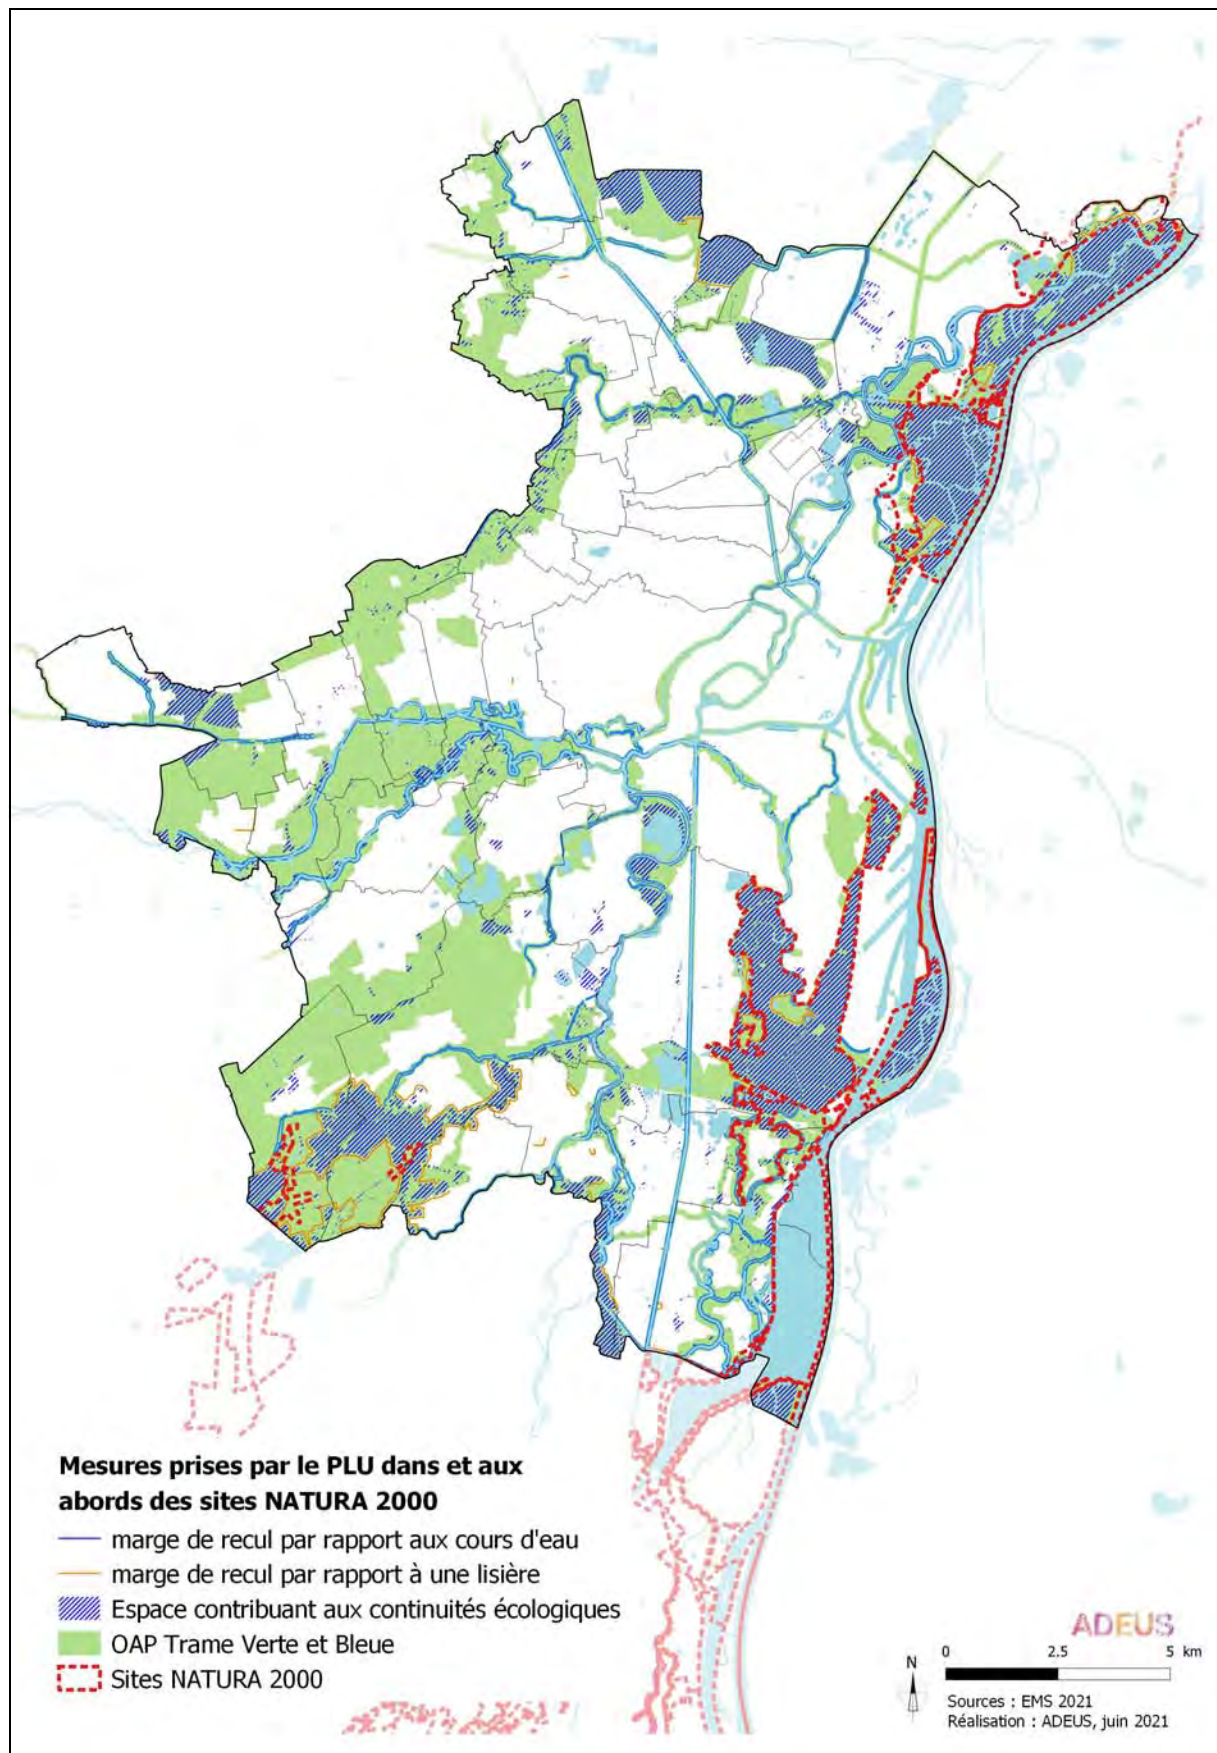 Mesures prises par le PLU dans et aux
abords des sites NATURA 2000
marge de recul par rapport aux cours d'eau
marge de recul par rapport à une lisière
Espace contribuant aux continuités écologiques
OAP Trame Verte et Bleue
Sites NATURA 2000
ADEUS
0 2.5 5 km
N
Sources : EMS 2021
Réalisation : ADEUS, juin 2021